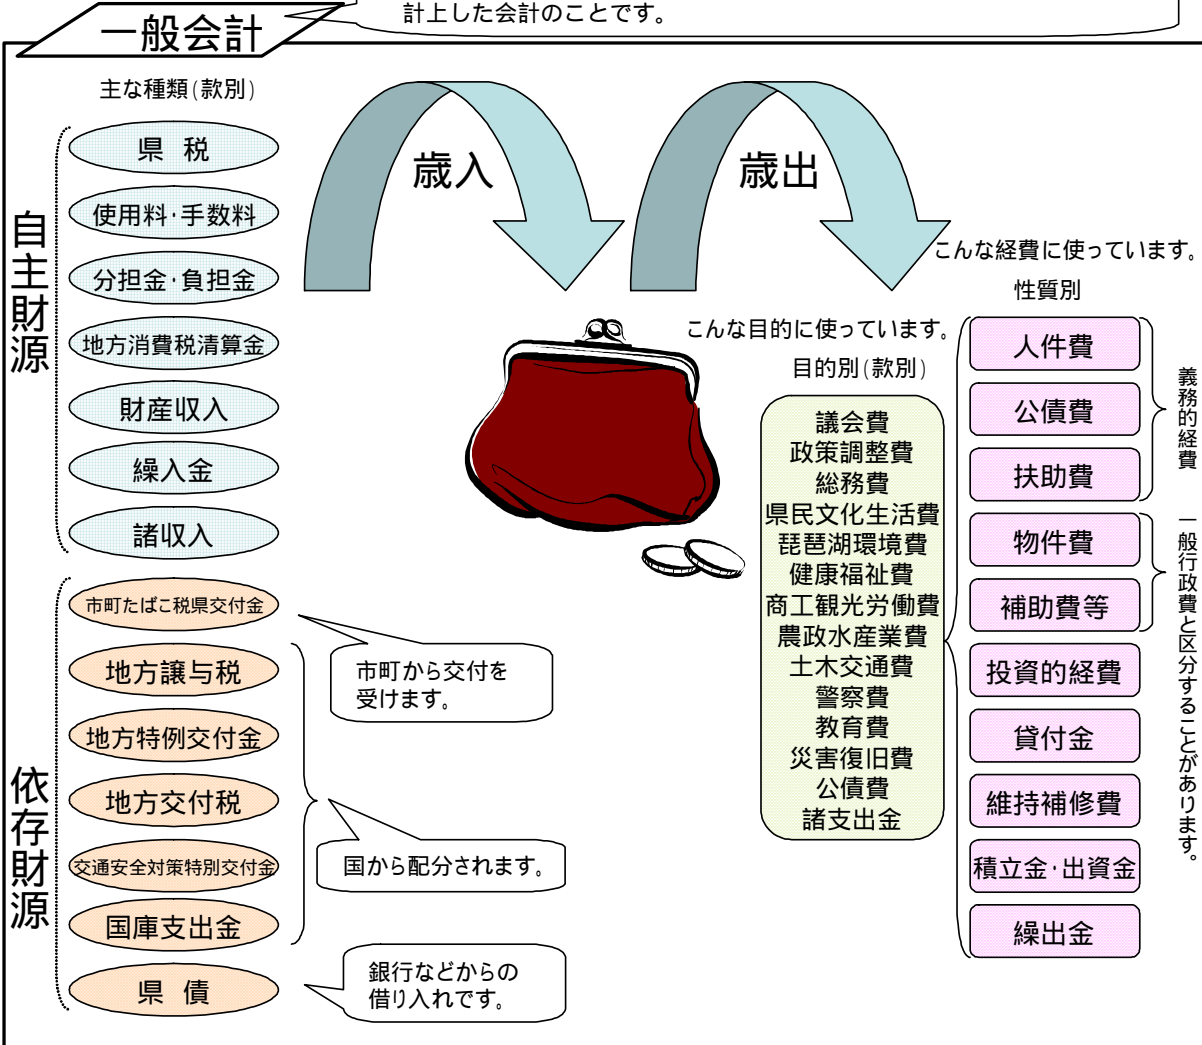 計上した会計のことです。
一般会計
主な種類(款別)
自主財源
県 税
使用料・手数料
分担金・負担金
地方消費税清算金
財産収入
繰入金
諸収入
依存財源
市町たばこ税県交付金
地方譲与税
地方特例交付金
地方交付税
交通安全対策特別交付金
国庫支出金
県 債
市町から交付を
受けます。
国から配分されます。
銀行などからの
借り入れです。
歳入
歳出
こんな目的に使っています。
目的別(款別)
議会費
政策調整費
総務費
県民文化生活費
琵琶湖環境費
健康福祉費
商工観光労働費
農政水産業費
土木交通費
警察費
教育費
災害復旧費
公債費
諸支出金
こんな経費に使っています。
性質別
人件費
公債費
扶助費
物件費
補助費等
投資的経費
貸付金
維持補修費
積立金・出資金
繰出金
義務的経費
一般行政費と区分することがあります。